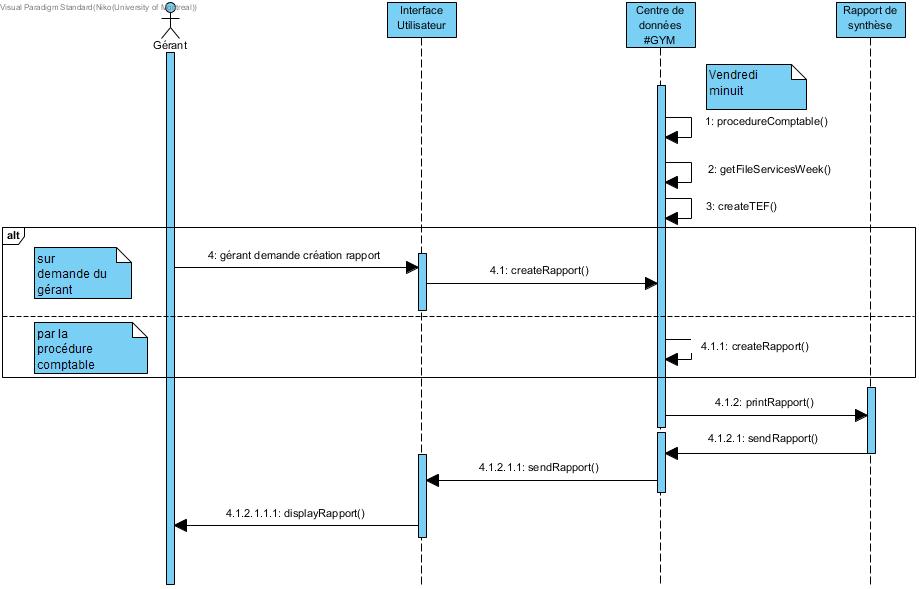 Visual Paradigm Standard(Niko(University of Montreal))
Gérant
Interface
Utilisateur
Centre de
données
#GYM
Rapport de
synthèse
Vendredi
minuit
1: procedureComptable()
2: getFileServicesWeek()
3: createTEF()
alt
sur
demande du
gérant
4: gérant demande création rapport
4.1: createRapport()
par la
procédure
comptable
4.1.1: createRapport()
4.1.2: printRapport()
4.1.2.1: sendRapport()
4.1.2.1.1: sendRapport()
4.1.2.1.1.1: displayRapport()